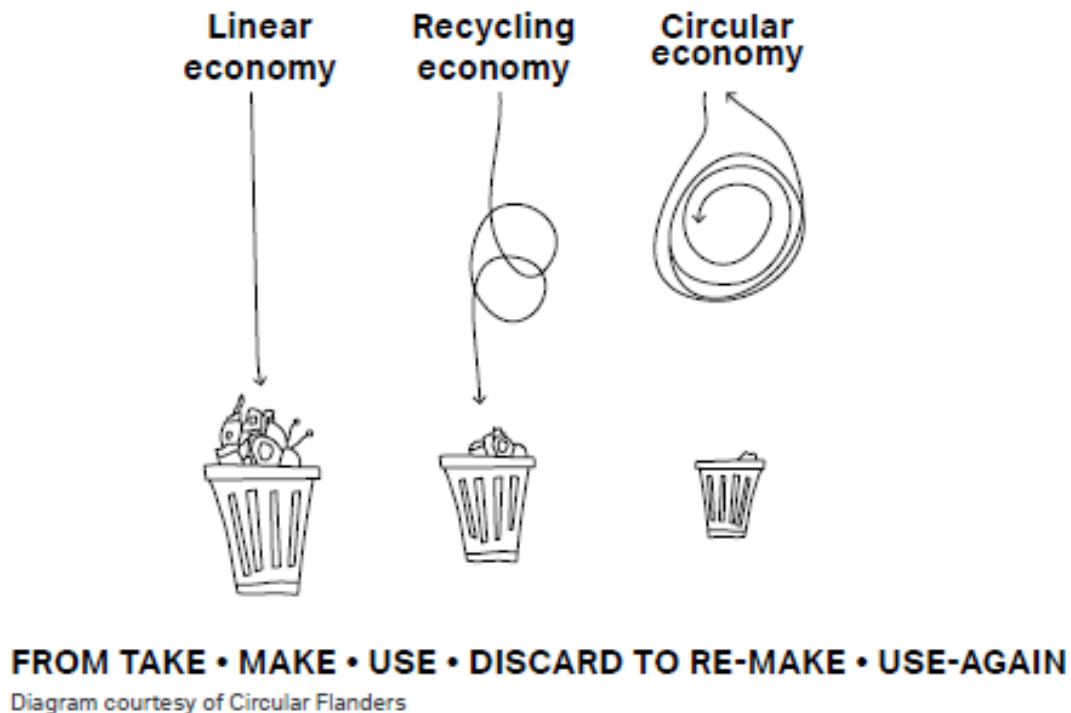 Linear
economy
Recycling
economy
Circular
economy
FROM TAKE • MAKE • USE • DISCARD TO RE-MAKE • USE-AGAIN
Diagram courtesy of Circular Flanders